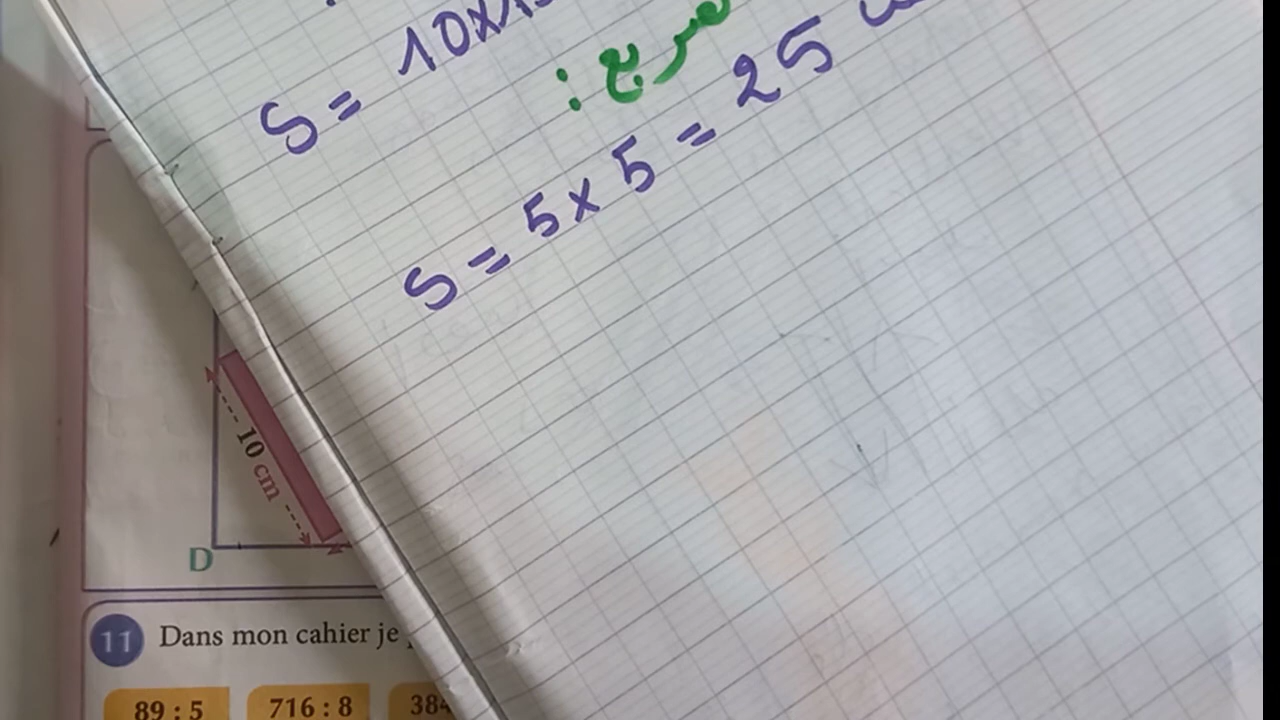 S = 10x1
مربع :
S = 5 x 5 = 25
10 cm
D
11 Dans mon cahier je
89 : 5 716 : 8 384